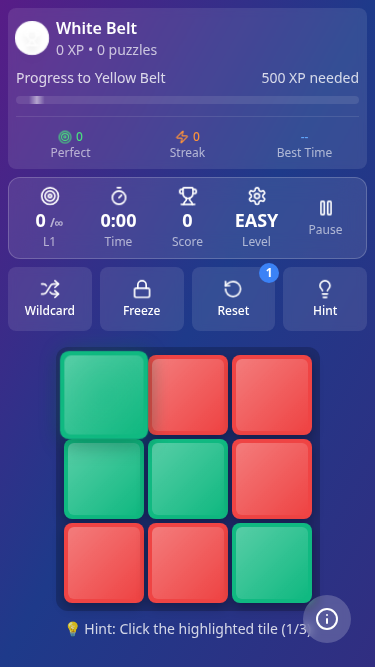 White Belt
0 XP • 0 puzzles
Progress to Yellow Belt 500 XP needed
0 0 --
Perfect Streak Best Time
0 /∞ 0:00 0 EASY
L1 Time Score Level Pause
1
Wildcard Freeze Reset Hint
💡 Hint: Click the highlighted tile (1/3)